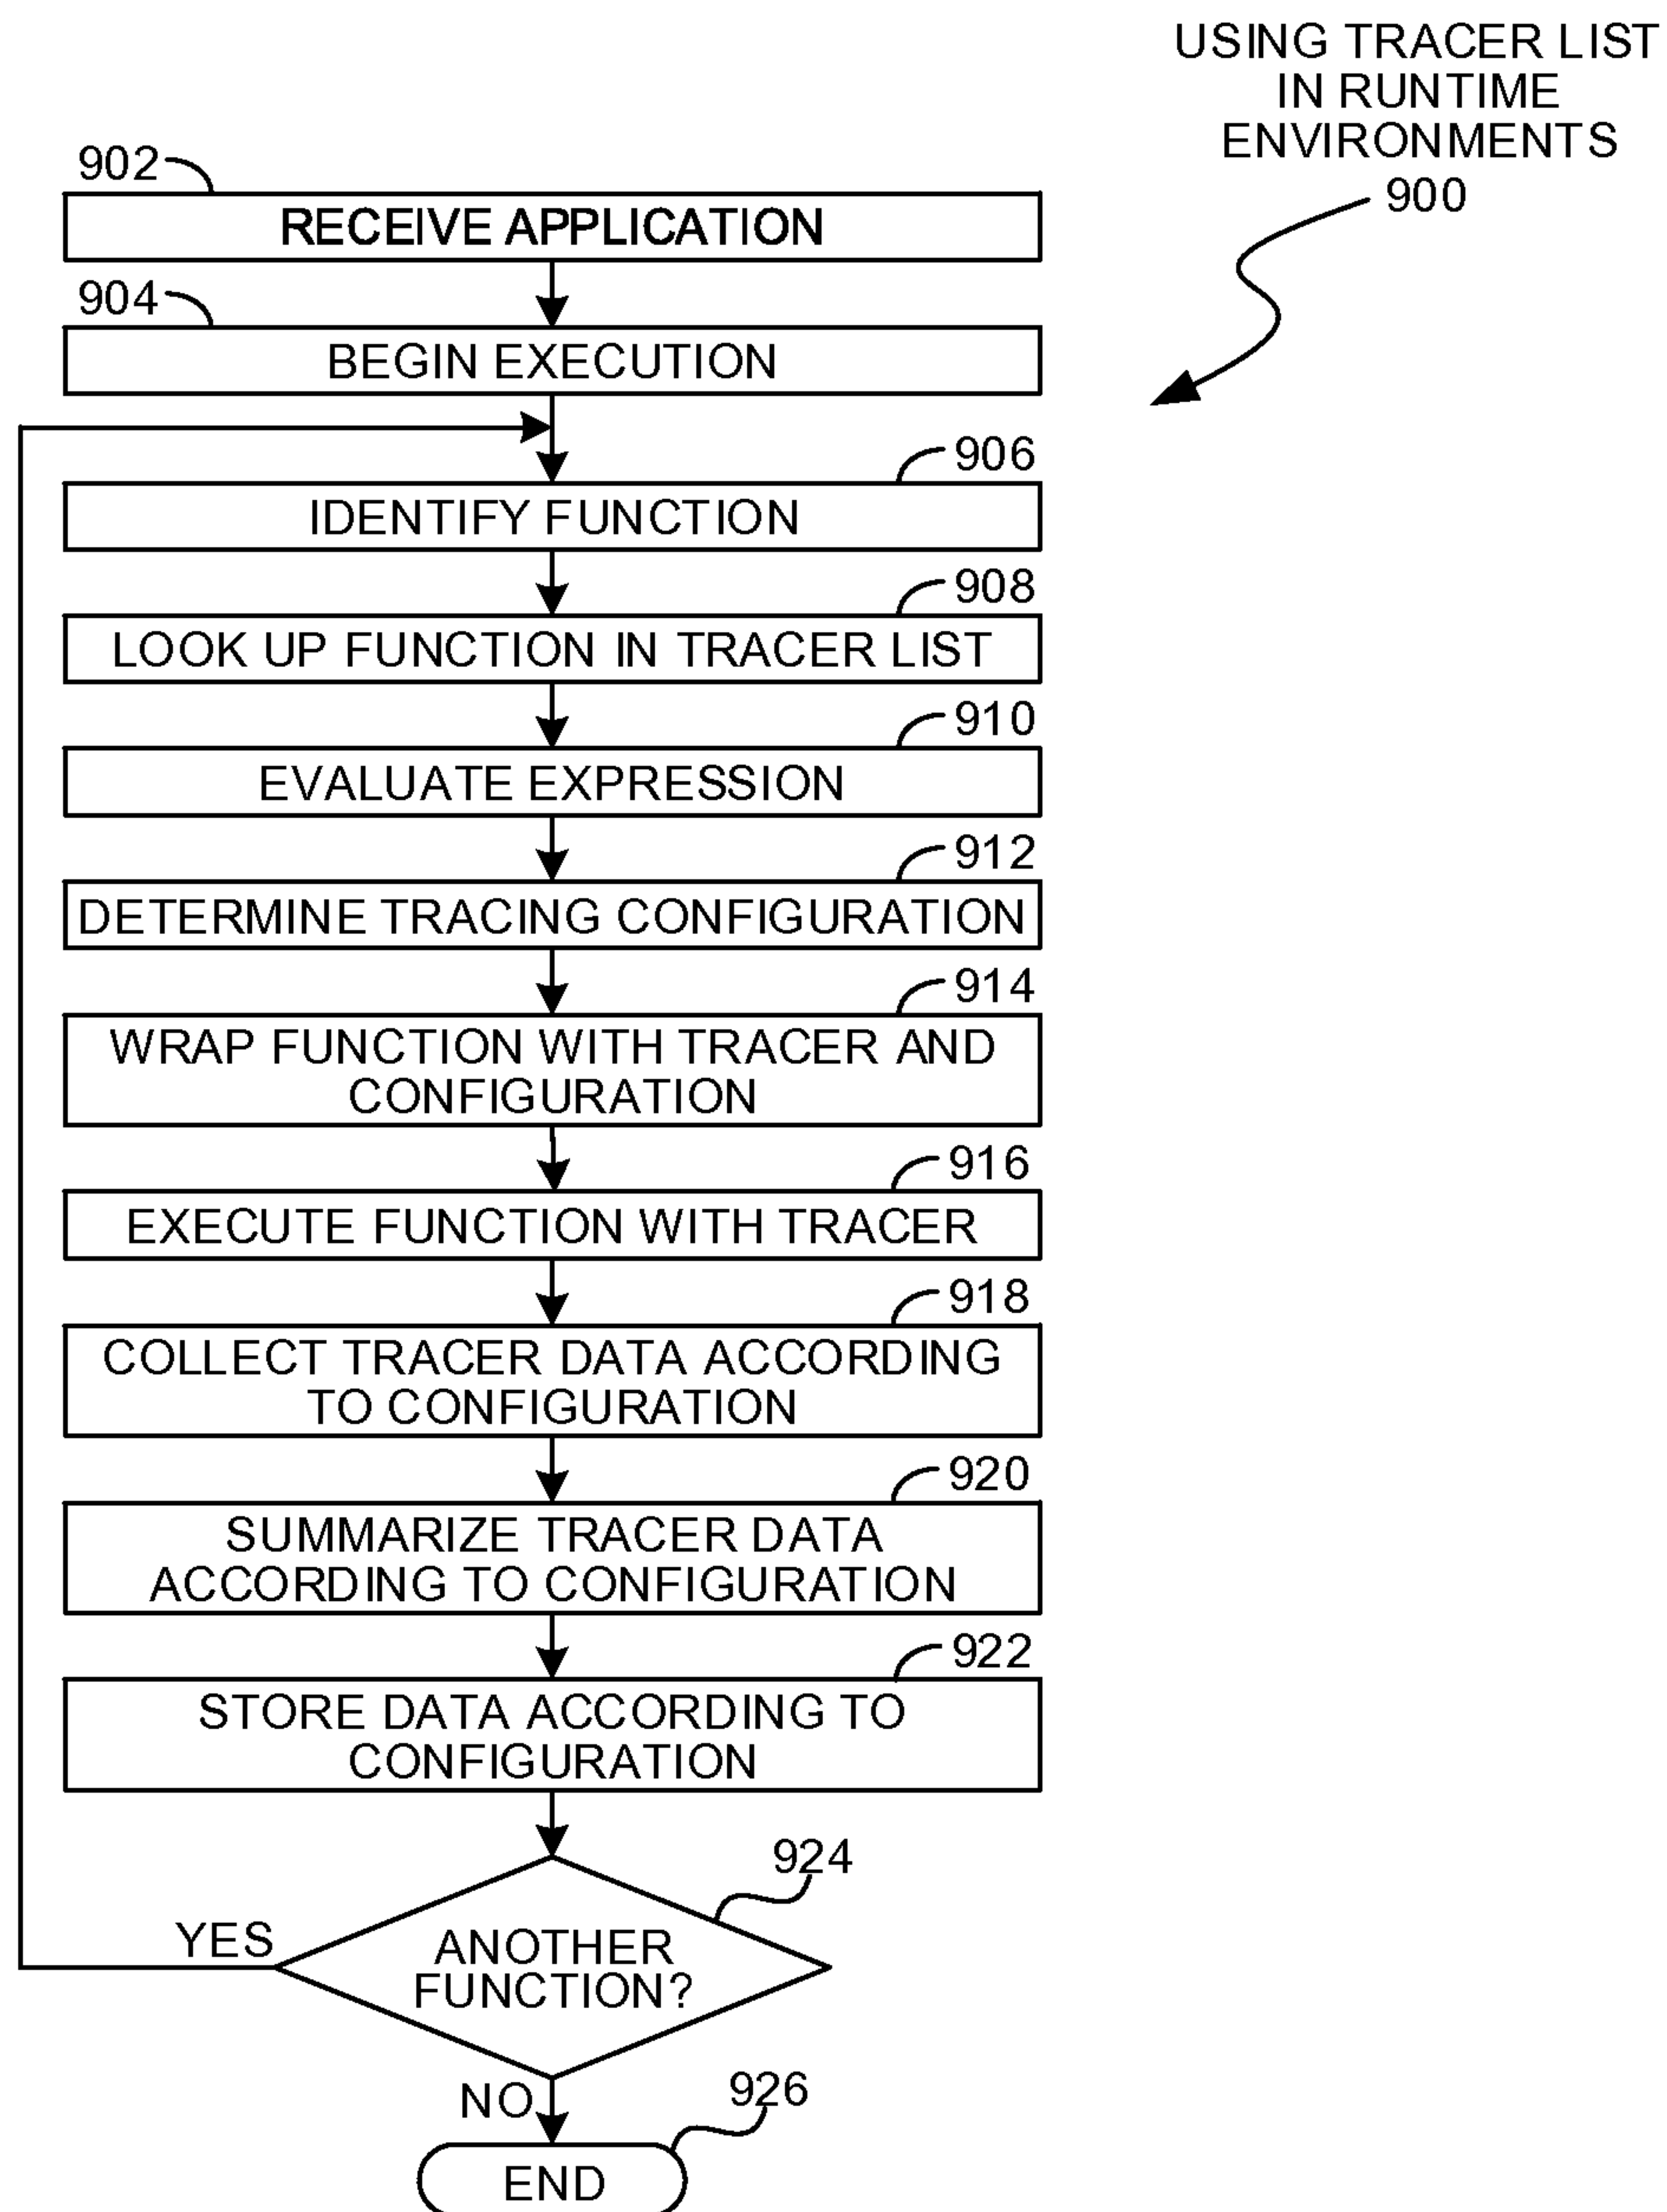 USING TRACER LIST
IN RUNTIME
ENVIRONMENTS
900
902
RECEIVE APPLICATION
904
BEGIN EXECUTION
906
IDENTIFY FUNCTION
908
LOOK UP FUNCTION IN TRACER LIST
910
EVALUATE EXPRESSION
912
DETERMINE TRACING CONFIGURATION
914
WRAP FUNCTION WITH TRACER AND
CONFIGURATION
916
EXECUTE FUNCTION WITH TRACER
918
COLLECT TRACER DATA ACCORDING
TO CONFIGURATION
920
SUMMARIZE TRACER DATA
ACCORDING TO CONFIGURATION
922
STORE DATA ACCORDING TO
CONFIGURATION
924
YES
ANOTHER
FUNCTION?
NO
926
END